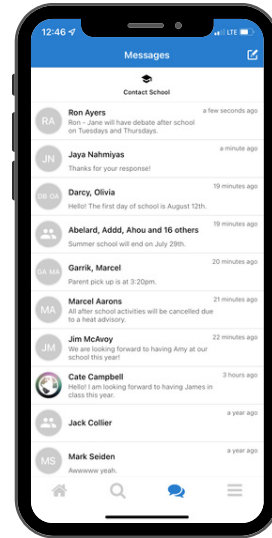 12:46
LTE
Messages
Contact School
RA
Ron Ayers
a few seconds ago
Ron - Jane will have debate after school
on Tuesdays and Thursdays.
JN
Jaya Nahmiyas
a minute ago
Thanks for your response!
DB OA
Darcy, Olivia
19 minutes ago
Hello! The first day of school is August 12th.
Abelard, Addd, Ahou and 16 others
19 minutes ago
Summer school will end on July 29th.
GA MA
Garrik, Marcel
20 minutes ago
Parent pick up is at 3:20pm.
MA
Marcel Aarons
21 minutes ago
All after school activities will be cancelled due
to a heat advisory.
JM
Jim McAvoy
22 minutes ago
We are looking forward to having Amy at our
school this year!
Cate Campbell
3 hours ago
Hello! I am looking forward to having James in
class this year.
Jack Collier
a year ago
MS
Mark Seiden
a year ago
Awwwww yeah.